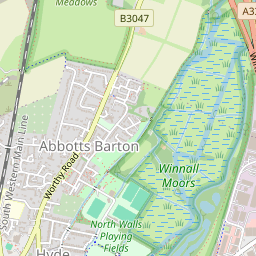 Meadows
B3047
A3
South Western Main Line
Abbotts Barton
Worthy Road
Winnall
Moors
North Walls
Playing
Fields
Hyde